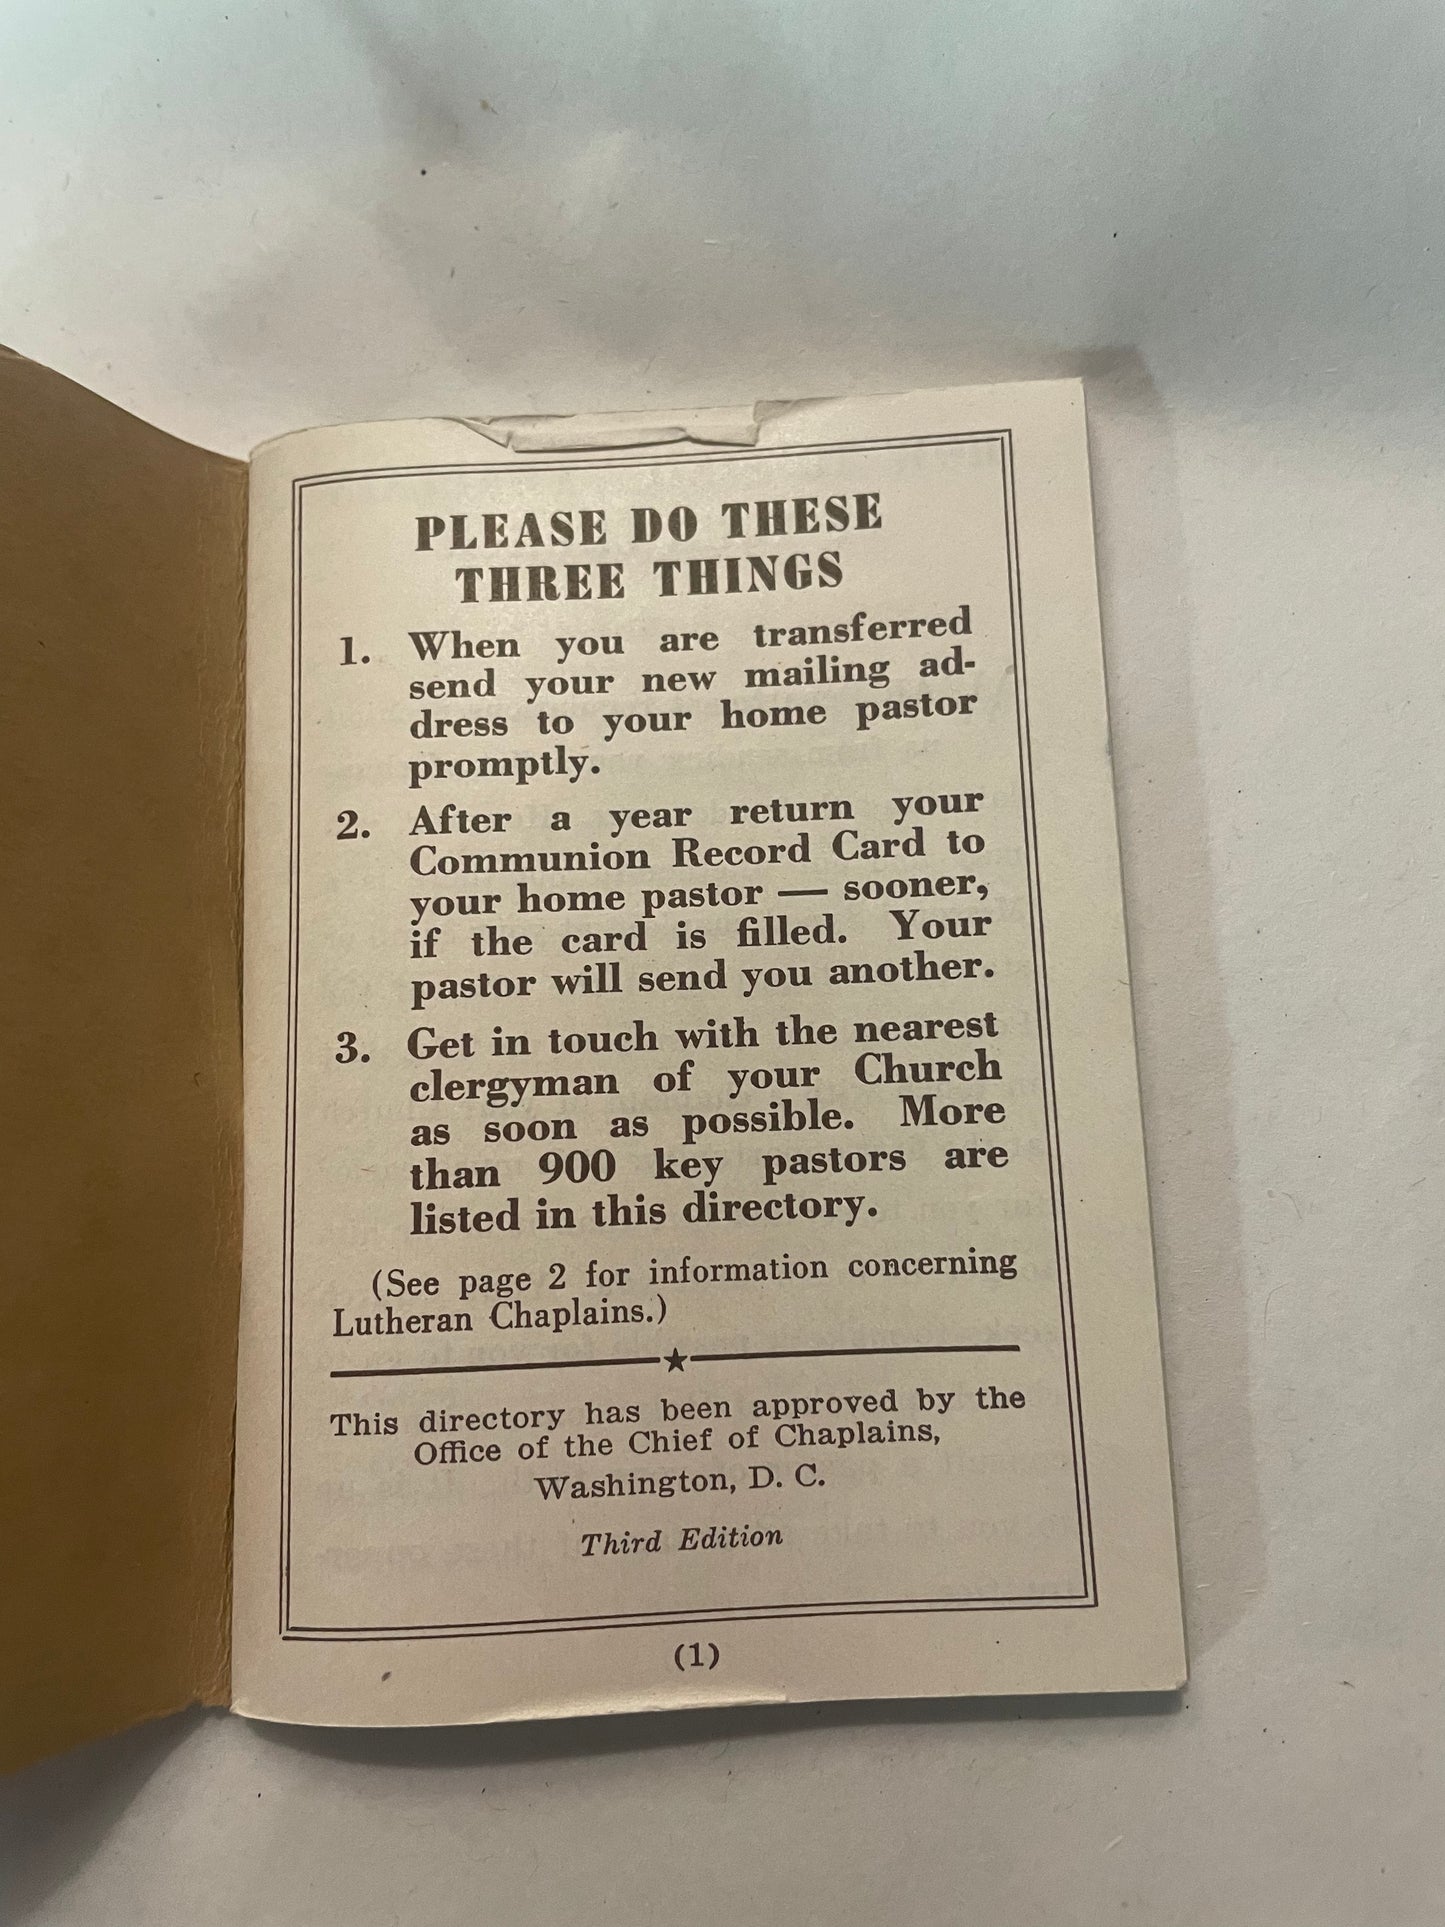 PLEASE DO THESE
THREE THINGS
1. When you are transferred
send your new mailing ad-
dress to your home pastor
promptly.
2. After a year return your
Communion Record Card to
your home pastor — sooner,
if the card is filled. Your
pastor will send you another.
3. Get in touch with the nearest
clergyman of your Church
as soon as possible. More
than 900 key pastors are
listed in this directory.
(See page 2 for information concerning
Lutheran Chaplains.)
This directory has been approved by the
Office of the Chief of Chaplains,
Washington, D. C.
Third Edition
(1)